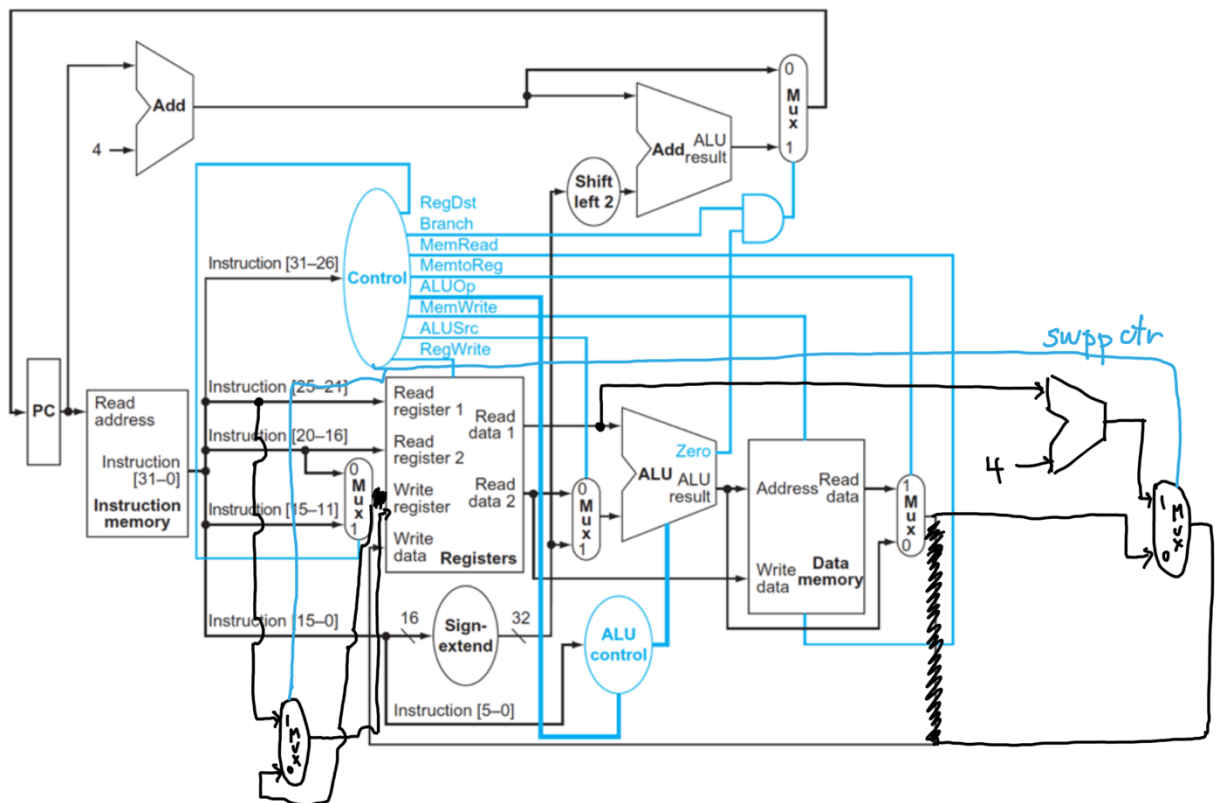 0
M
u
x
1
Add
4
Add ALU
result
Shift
left 2
RegDst
Branch
MemRead
MemtoReg
ALUOp
MemWrite
ALUSrc
RegWrite
Instruction [31–26]
Control
swpp ctr
PC
Read
address
Instruction
[31–0]
Instruction
memory
Instruction [25–21]
Instruction [20–16]
Instruction [15–11]
0
M
u
x
1
Read
register 1
Read
register 2
Write
register
Write
data
Read
data 1
Read
data 2
Registers
0
M
u
x
1
Zero
ALU ALU
result
Address
Read
data
Write
data
Data
memory
1
M
u
x
0
4
1
Mux
0
Instruction [15–0]
16
Sign-
extend
32
ALU
control
Instruction [5–0]
1
Mux
0